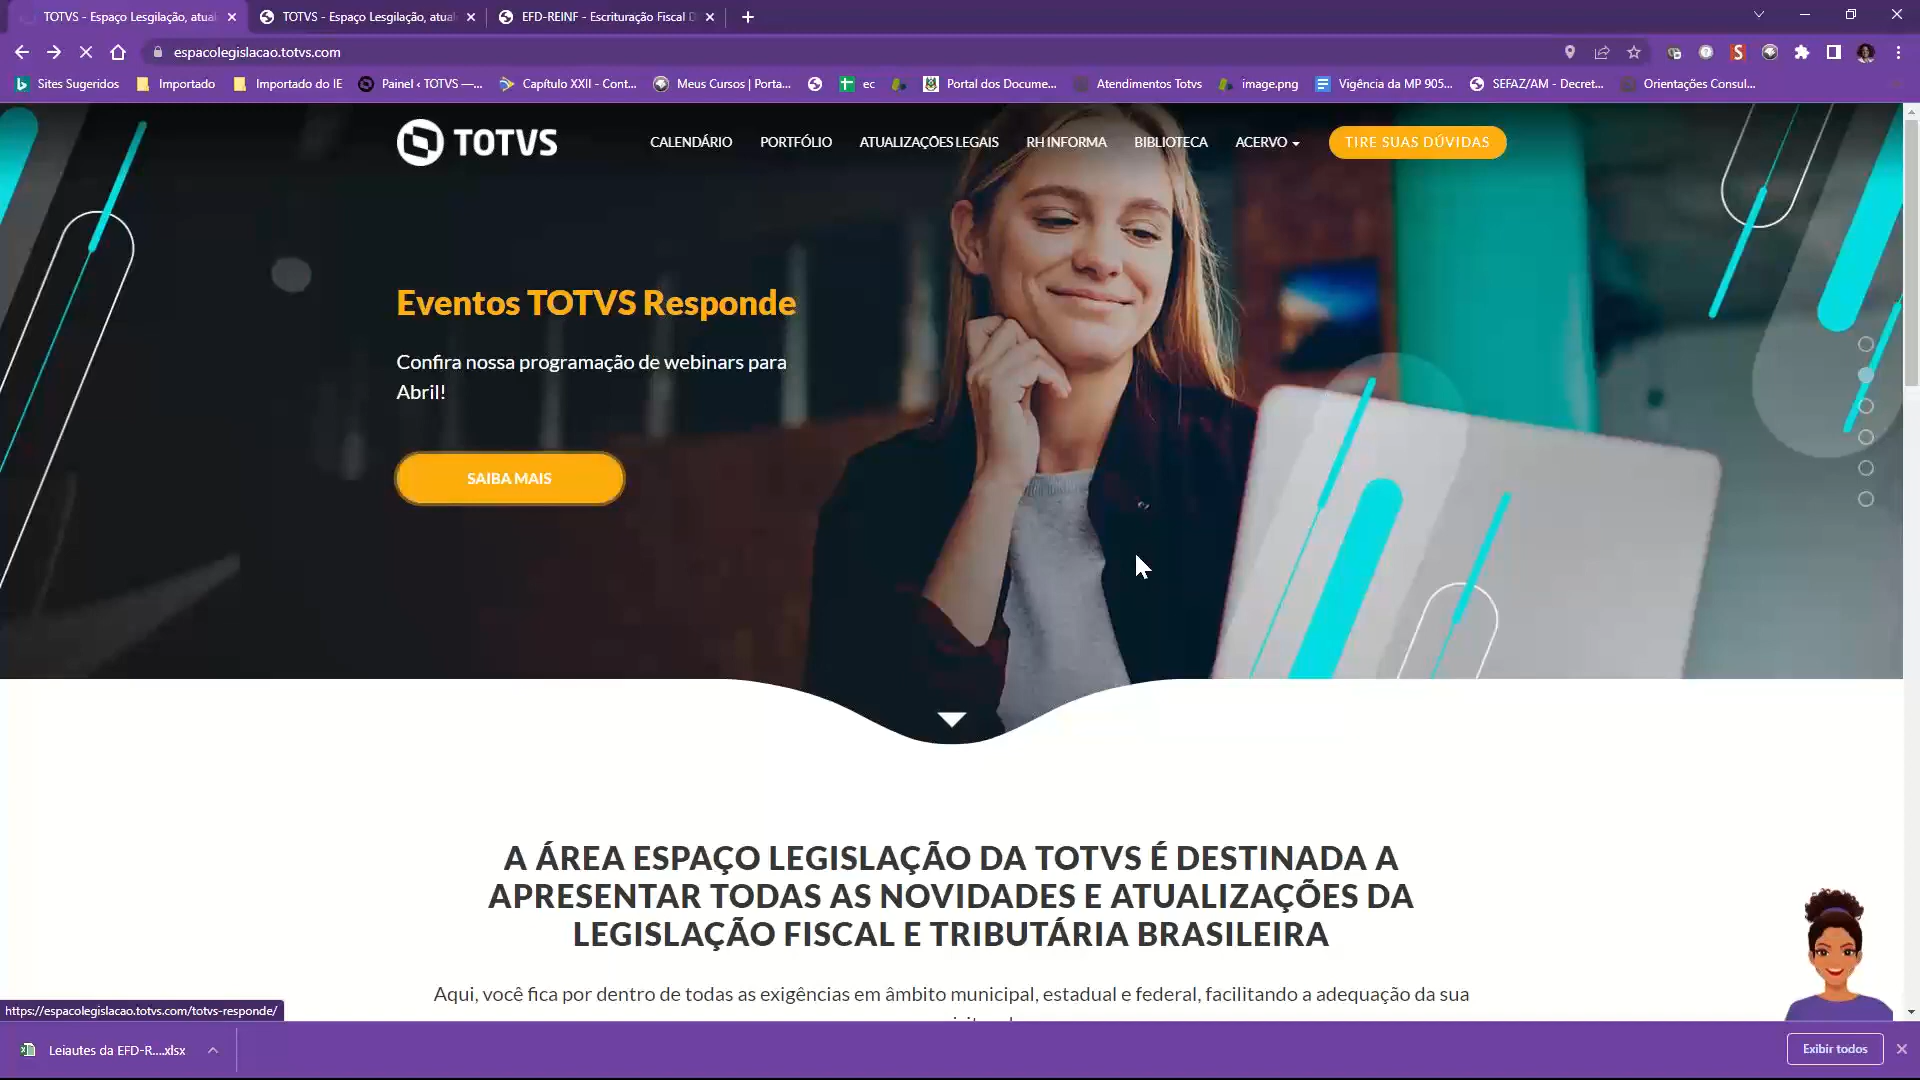 TOTVS - Espaço Lesgilação, atual
TOTVS - Espaço Lesgilação, atual
EFD-REINF - Escrituração Fiscal D
espacolegislacao.totvs.com
Sites Sugeridos
Importado
Importado do IE
Painel ‹ TOTVS —...
Capítulo XXII - Cont...
Meus Cursos | Porta...
ec
Portal dos Docume...
Atendimentos Totvs
image.png
Vigência da MP 905...
SEFAZ/AM - Decret...
Orientações Consul...
TOTVS
CALENDÁRIO
PORTFÓLIO
ATUALIZAÇÕES LEGAIS
RH INFORMA
BIBLIOTECA
ACERVO
TIRE SUAS DÚVIDAS
Eventos TOTVS Responde
Confira nossa programação de webinars para
Abril!
SAIBA MAIS
A ÁREA ESPAÇO LEGISLAÇÃO DA TOTVS É DESTINADA A
APRESENTAR TODAS AS NOVIDADES E ATUALIZAÇÕES DA
LEGISLAÇÃO FISCAL E TRIBUTÁRIA BRASILEIRA
Aqui, você fica por dentro de todas as exigências em âmbito municipal, estadual e federal, facilitando a adequação da sua
https://espacolegislacao.totvs.com/totvs-responde/
Leiautes da EFD-R....xlsx
Exibir todos